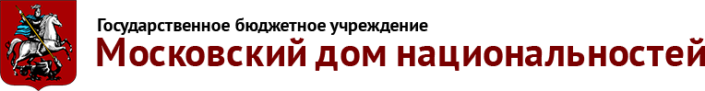 Государственное бюджетное учреждение
Московский дом национальностей